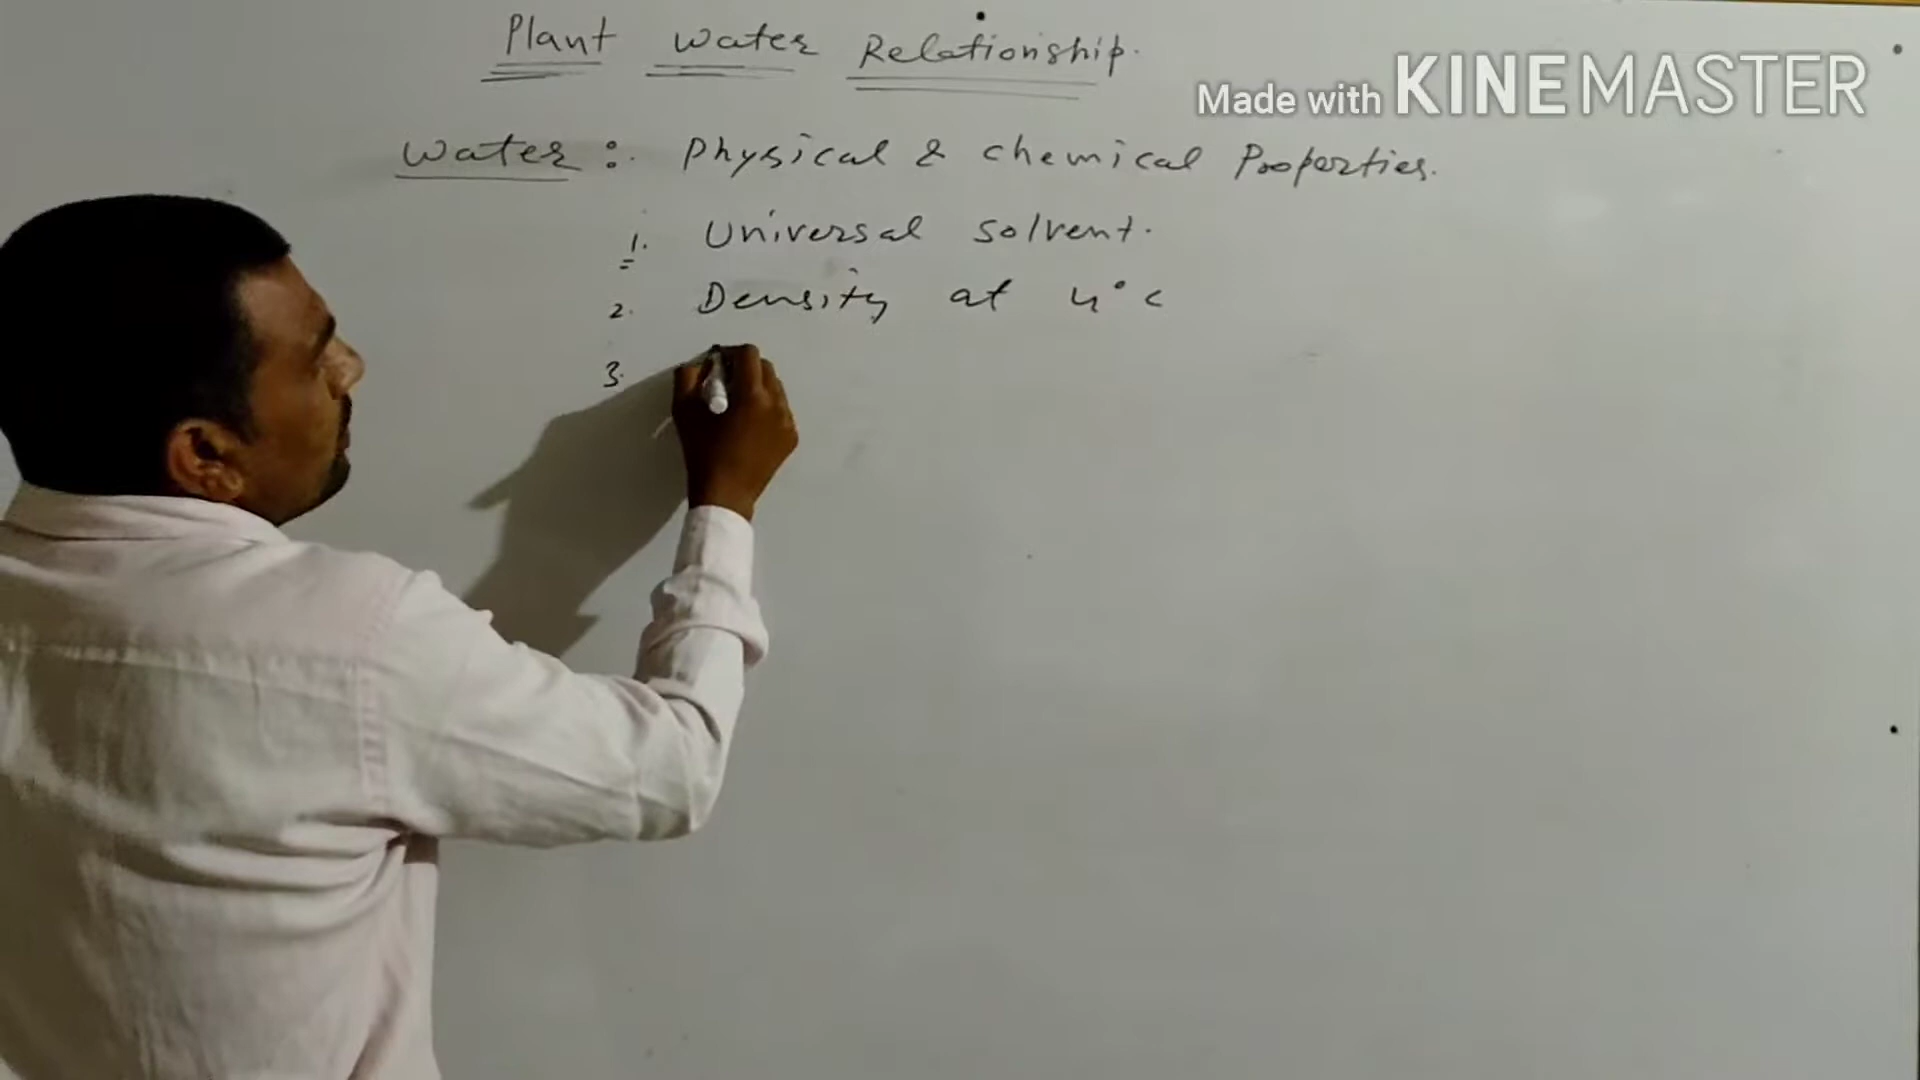 Plant Water Relationship.
Made with KINEMASTER
Water :. Physical & chemical Properties.
1. Universal solvent.
2. Density at 4°c
3.